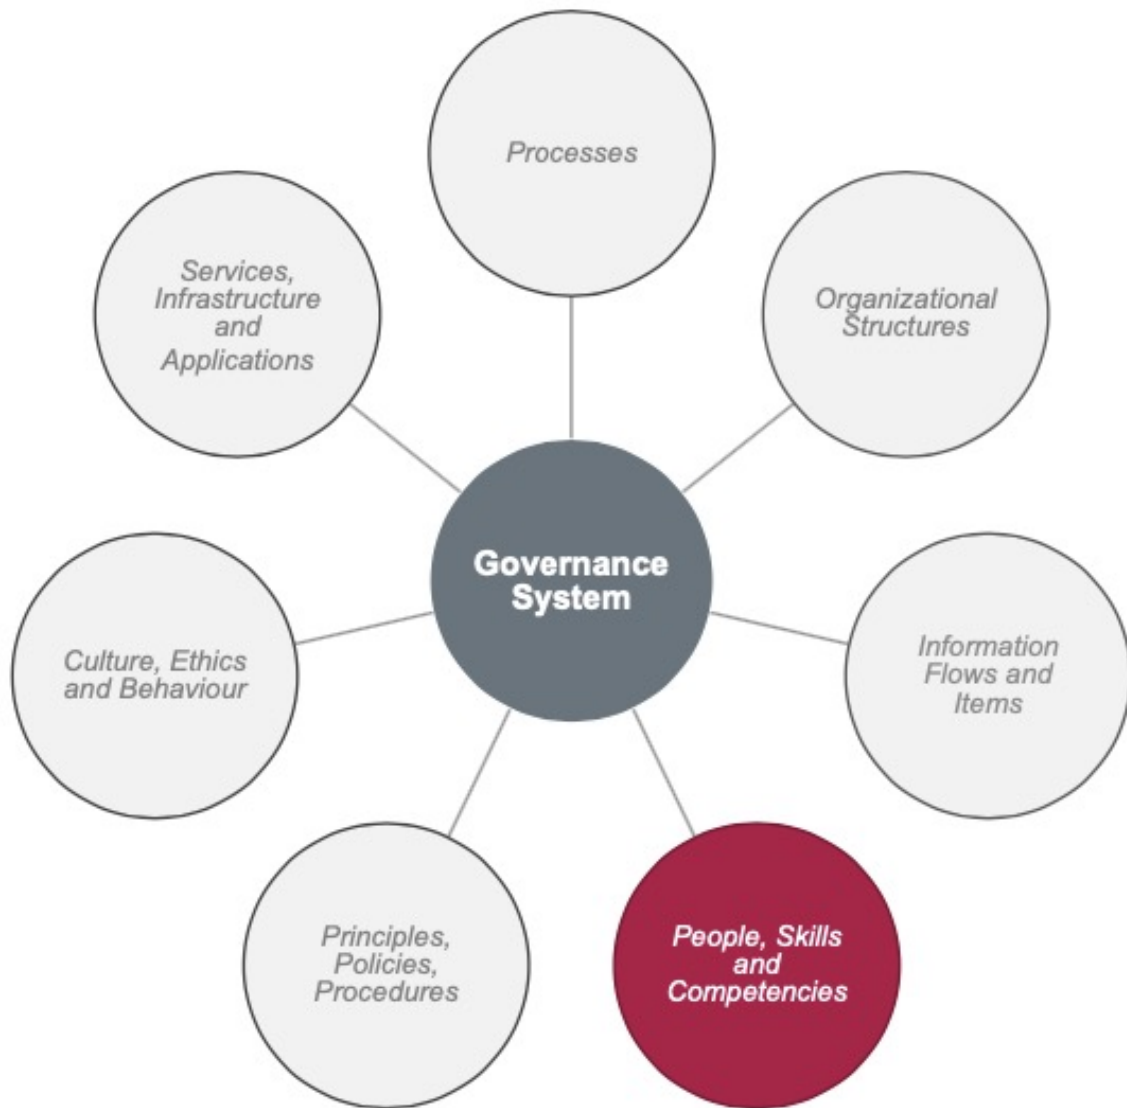 Processes
Services,
Infrastructure
and
Applications
Organizational
Structures
Governance
System
Culture, Ethics
and Behaviour
Information
Flows and
Items
Principles,
Policies,
Procedures
People, Skills
and
Competencies